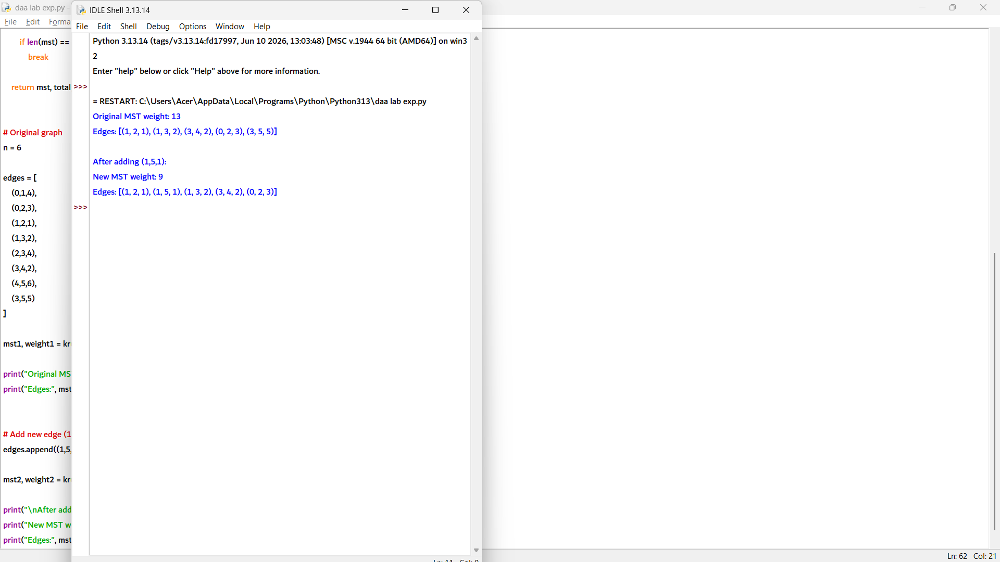 daa lab exp.py -
File Edit Forma
if len(mst) ==
break
return mst, total
# Original graph
n = 6
edges = [
(0,1,4),
(0,2,3),
(1,2,1),
(1,3,2),
(2,3,4),
(3,4,2),
(4,5,6),
(3,5,5)
]
mst1, weight1 = kr
print("Original MS
print("Edges:", mst
# Add new edge (1
edges.append((1,5,
mst2, weight2 = kr
print("\nAfter add
print("New MST w
print("Edges:", mst
IDLE Shell 3.13.14
File Edit Shell Debug Options Window Help
Python 3.13.14 (tags/v3.13.14:fd17997, Jun 10 2026, 13:03:48) [MSC v.1944 64 bit (AMD64)] on win3
2
Enter "help" below or click "Help" above for more information.
>>>
= RESTART: C:\Users\Acer\AppData\Local\Programs\Python\Python313\daa lab exp.py
Original MST weight: 13
Edges: [(1, 2, 1), (1, 3, 2), (3, 4, 2), (0, 2, 3), (3, 5, 5)]
After adding (1,5,1):
New MST weight: 9
Edges: [(1, 2, 1), (1, 5, 1), (1, 3, 2), (3, 4, 2), (0, 2, 3)]
>>>
Ln: 11 Col: 0
Ln: 62 Col: 21